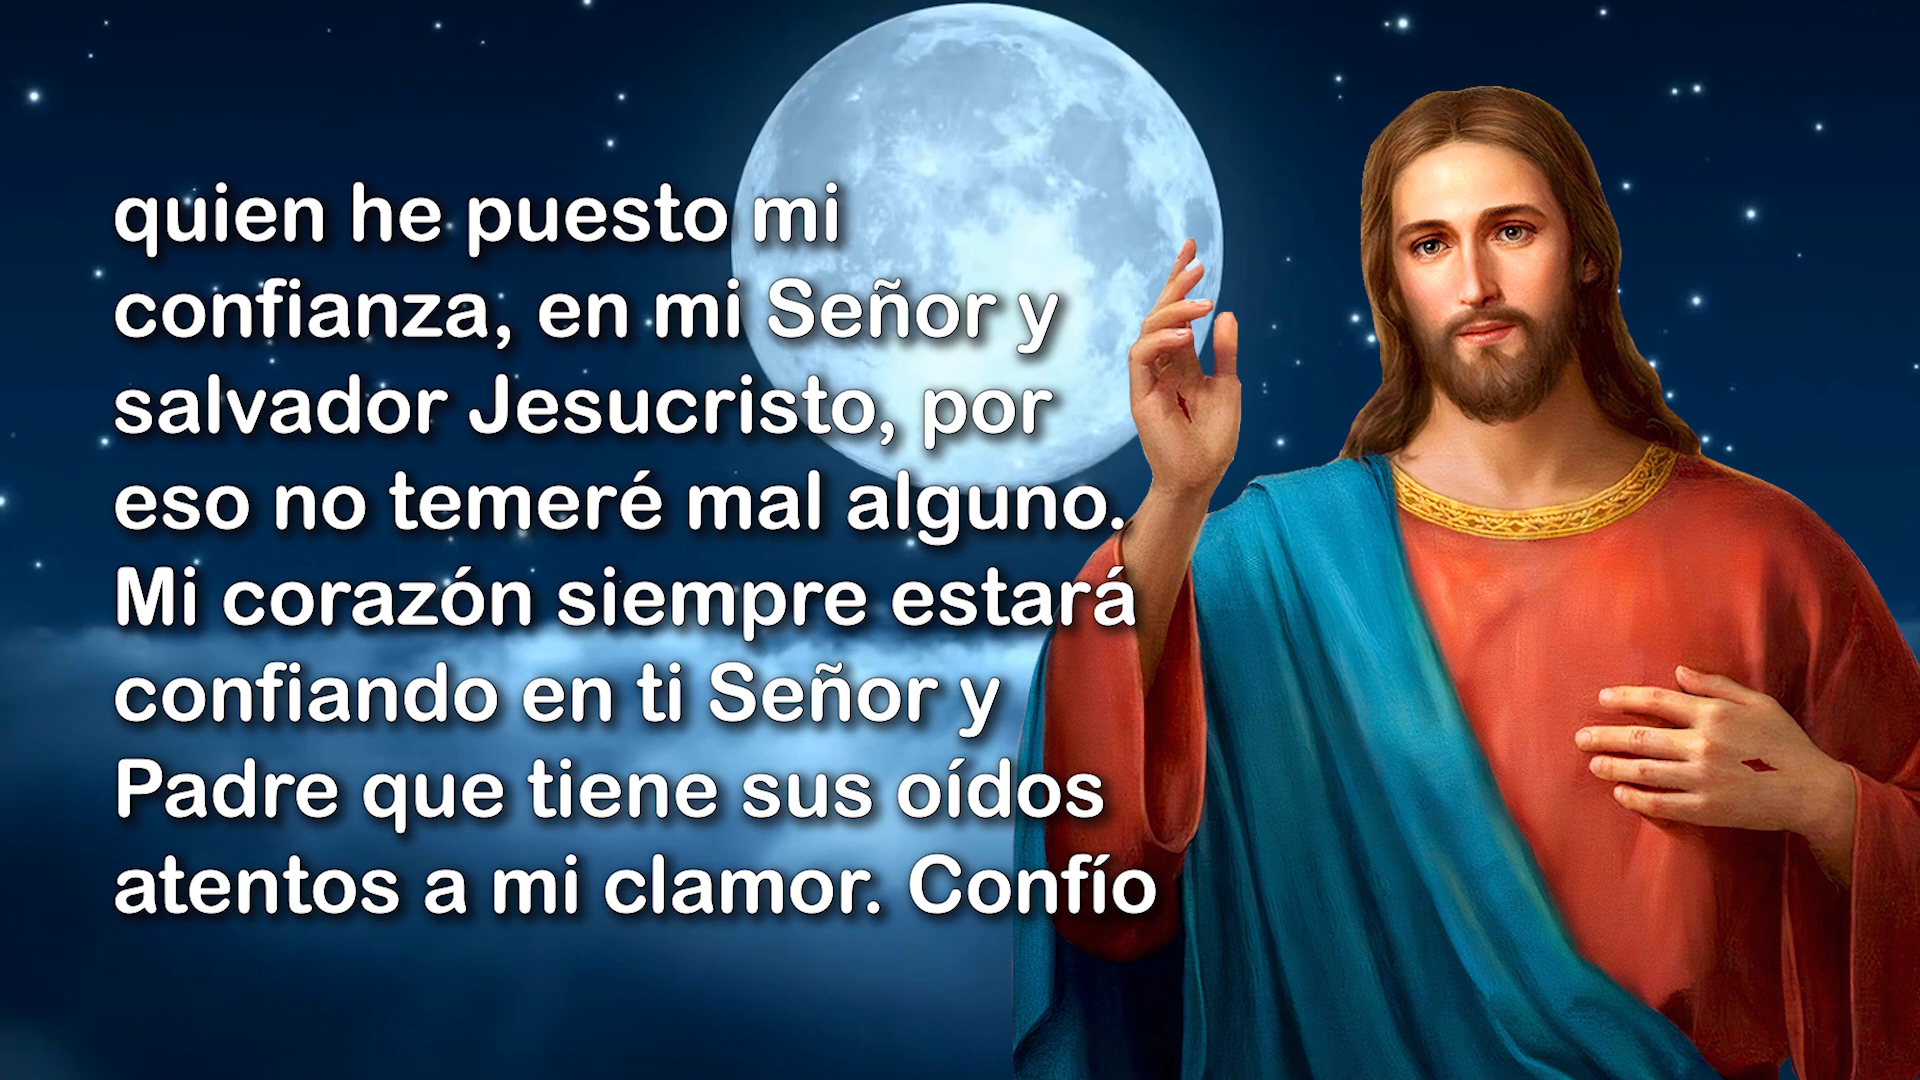 quien he puesto mi
confianza, en mi Señor y
salvador Jesucristo, por
eso no temeré mal alguno.
Mi corazón siempre estará
confiando en ti Señor y
Padre que tiene sus oídos
atentos a mi clamor. Confío